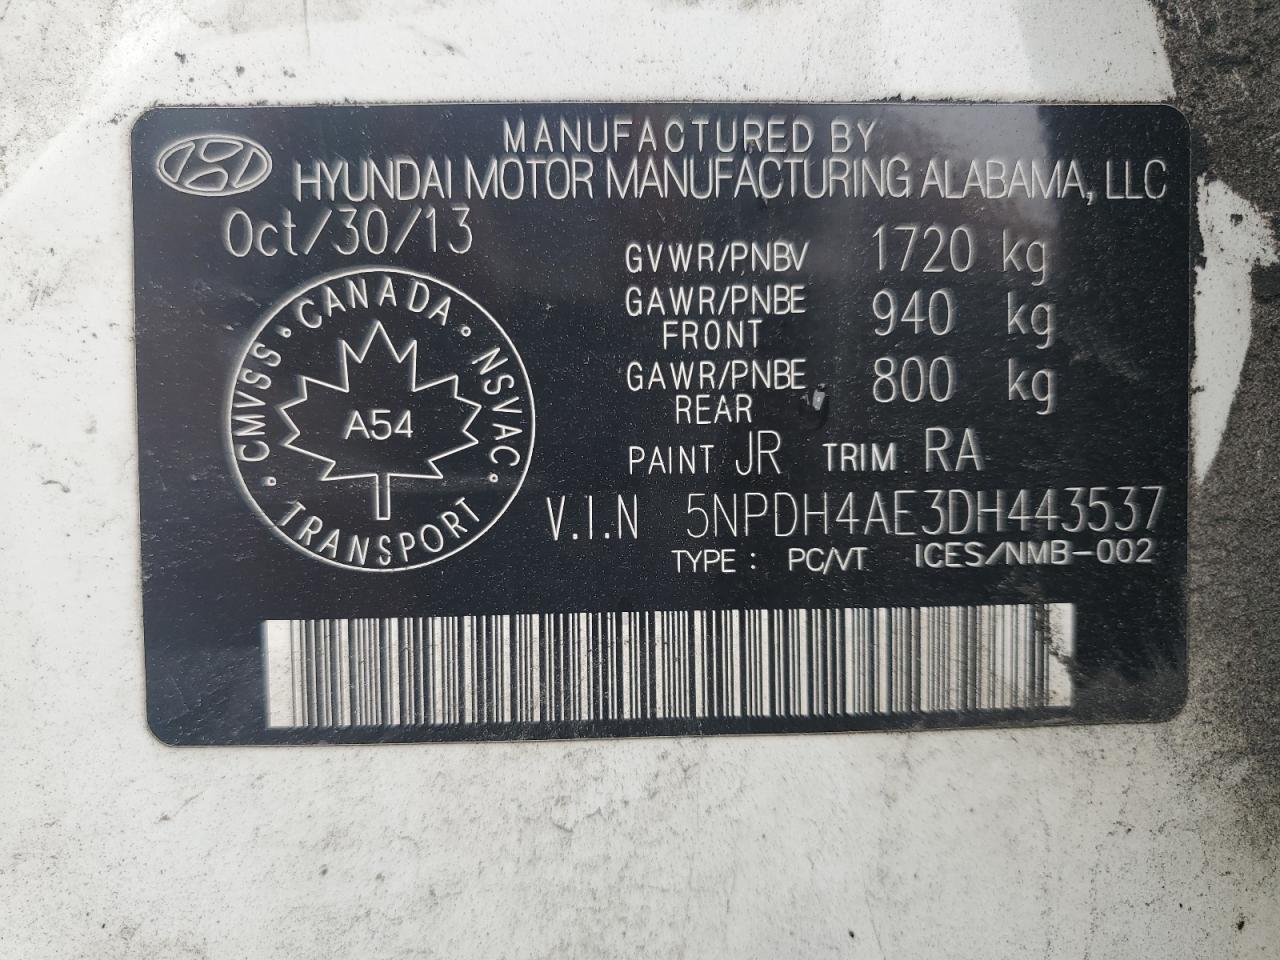 MANUFACTURED BY
HYUNDAI MOTOR MANUFACTURING ALABAMA, LLC
Oct/30/13
GVWR/PNBV 1720 kg
GAWR/PNBE FRONT 940 kg
GAWR/PNBE REAR 800 kg
PAINT JR TRIM RA
V.I.N 5NPDH4AE3DH443537
TYPE : PC/VT ICES/NMB-002
CANADA
CMVSS
NSVAC
A54
TRANSPORT